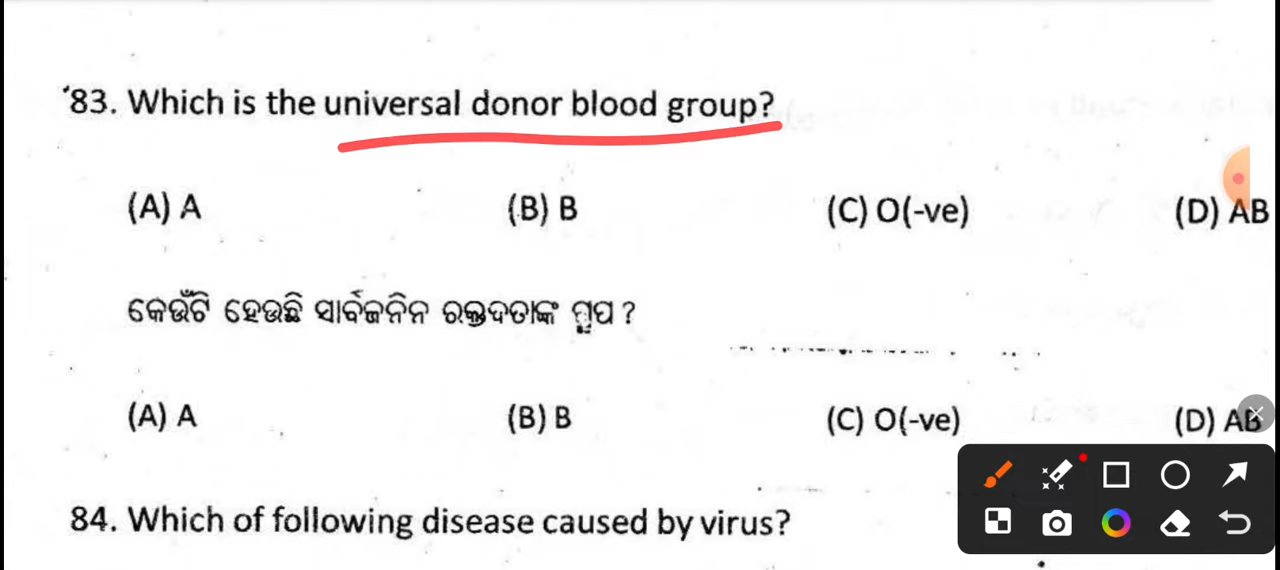 83. Which is the universal donor blood group?
(A) A (B) B (C) O(-ve) (D) AB
କେଉଁଟି ହେଉଛି ସାର୍ବଜନିନ ରକ୍ତଦତାଙ୍କ ଗ୍ରୁପ ?
(A) A (B) B (C) O(-ve) (D) AB
84. Which of following disease caused by virus?